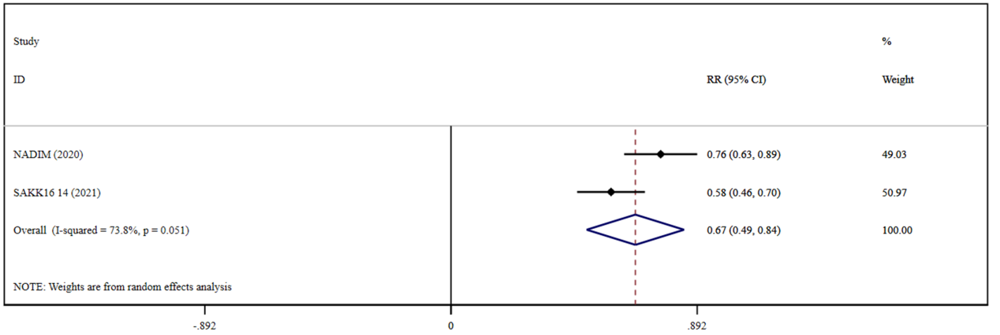 Study %
ID RR (95% CI) Weight
NADIM (2020) 0.76 (0.63, 0.89) 49.03
SAKK16 14 (2021) 0.58 (0.46, 0.70) 50.97
Overall (I-squared = 73.8%, p = 0.051) 0.67 (0.49, 0.84) 100.00
NOTE: Weights are from random effects analysis
-.892 0 .892